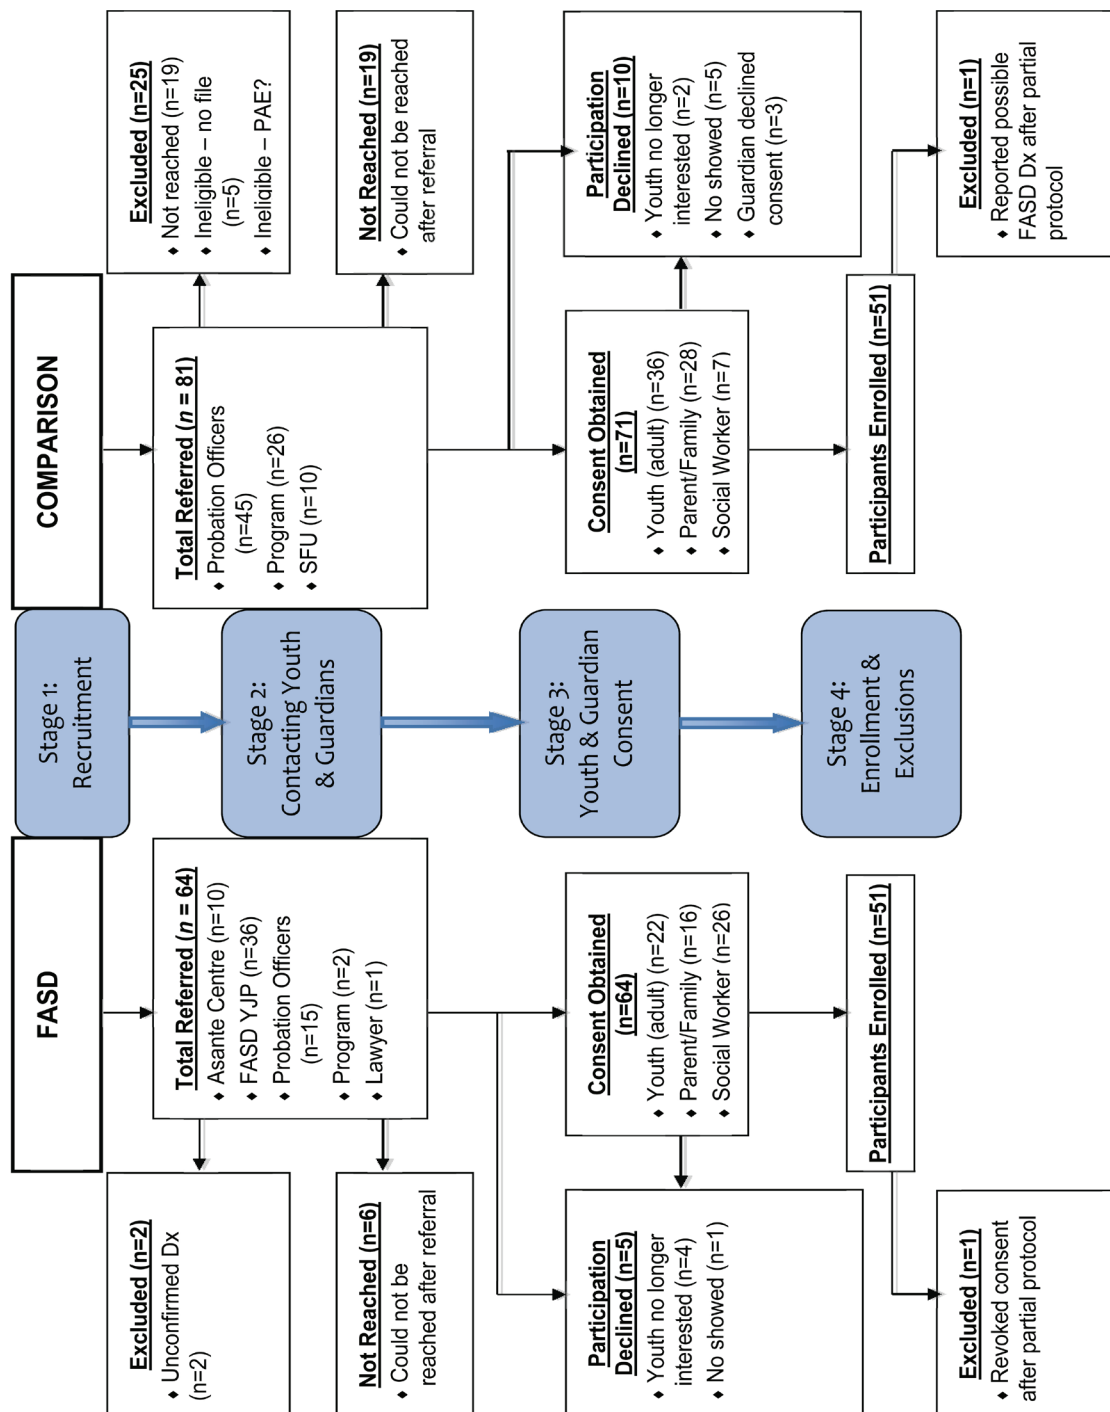 FASD
COMPARISON
Stage 1:
Recruitment
Excluded (n=2)
♦ Unconfirmed Dx
(n=2)
Total Referred (n = 64)
♦ Asante Centre (n=10)
♦ FASD YJP (n=36)
♦ Probation Officers
(n=15)
♦ Program (n=2)
♦ Lawyer (n=1)
Stage 2:
Contacting Youth
& Guardians
Total Referred (n = 81)
♦ Probation Officers
(n=45)
♦ Program (n=26)
♦ SFU (n=10)
Excluded (n=25)
♦ Not reached (n=19)
♦ Ineligible – no file
(n=5)
♦ Ineligible – PAE?
Not Reached (n=6)
♦ Could not be
reached after referral
Not Reached (n=19)
♦ Could not be reached
after referral
Participation
Declined (n=5)
♦ Youth no longer
interested (n=4)
♦ No showed (n=1)
Consent Obtained
(n=64)
♦ Youth (adult) (n=22)
♦ Parent/Family (n=16)
♦ Social Worker (n=26)
Stage 3:
Youth & Guardian
Consent
Consent Obtained
(n=71)
♦ Youth (adult) (n=36)
♦ Parent/Family (n=28)
♦ Social Worker (n=7)
Participation
Declined (n=10)
♦ Youth no longer
interested (n=2)
♦ No showed (n=5)
♦ Guardian declined
consent (n=3)
Participants Enrolled (n=51)
Stage 4:
Enrollment &
Exclusions
Participants Enrolled (n=51)
Excluded (n=1)
♦ Revoked consent
after partial protocol
Excluded (n=1)
♦ Reported possible
FASD Dx after partial
protocol